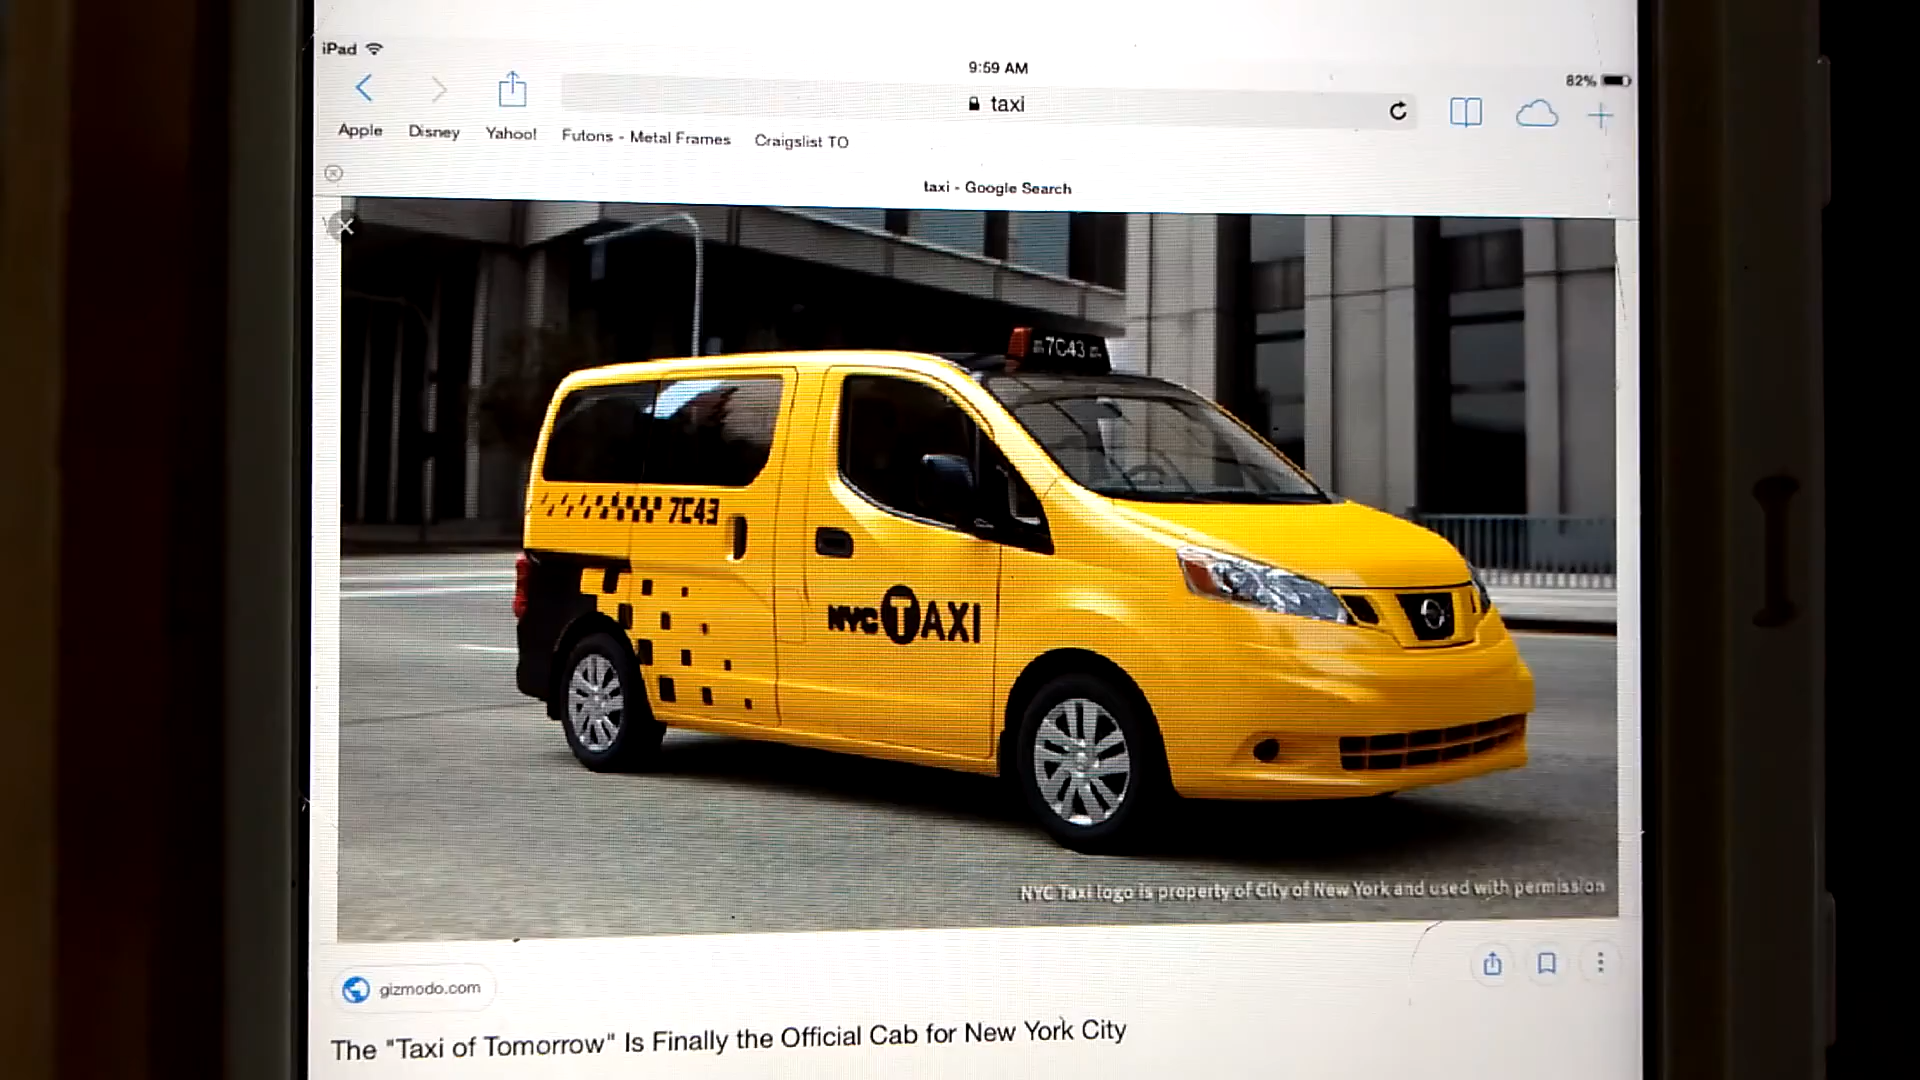 iPad
9:59 AM
82%
taxi
Apple
Disney
Yahoo!
Futons - Metal Frames
Craigslist TO
taxi - Google Search
7C43
7C43
NYC TAXI
NYC Taxi logo is property of City of New York and used with permission
gizmodo.com
The "Taxi of Tomorrow" Is Finally the Official Cab for New York City